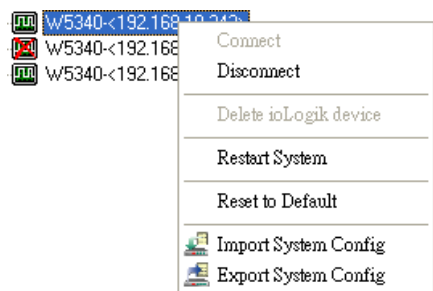 W5340-<192.168.10.243>
W5340-<192.168
W5340-<192.168
Connect
Disconnect
Delete ioLogik device
Restart System
Reset to Default
Import System Config
Export System Config